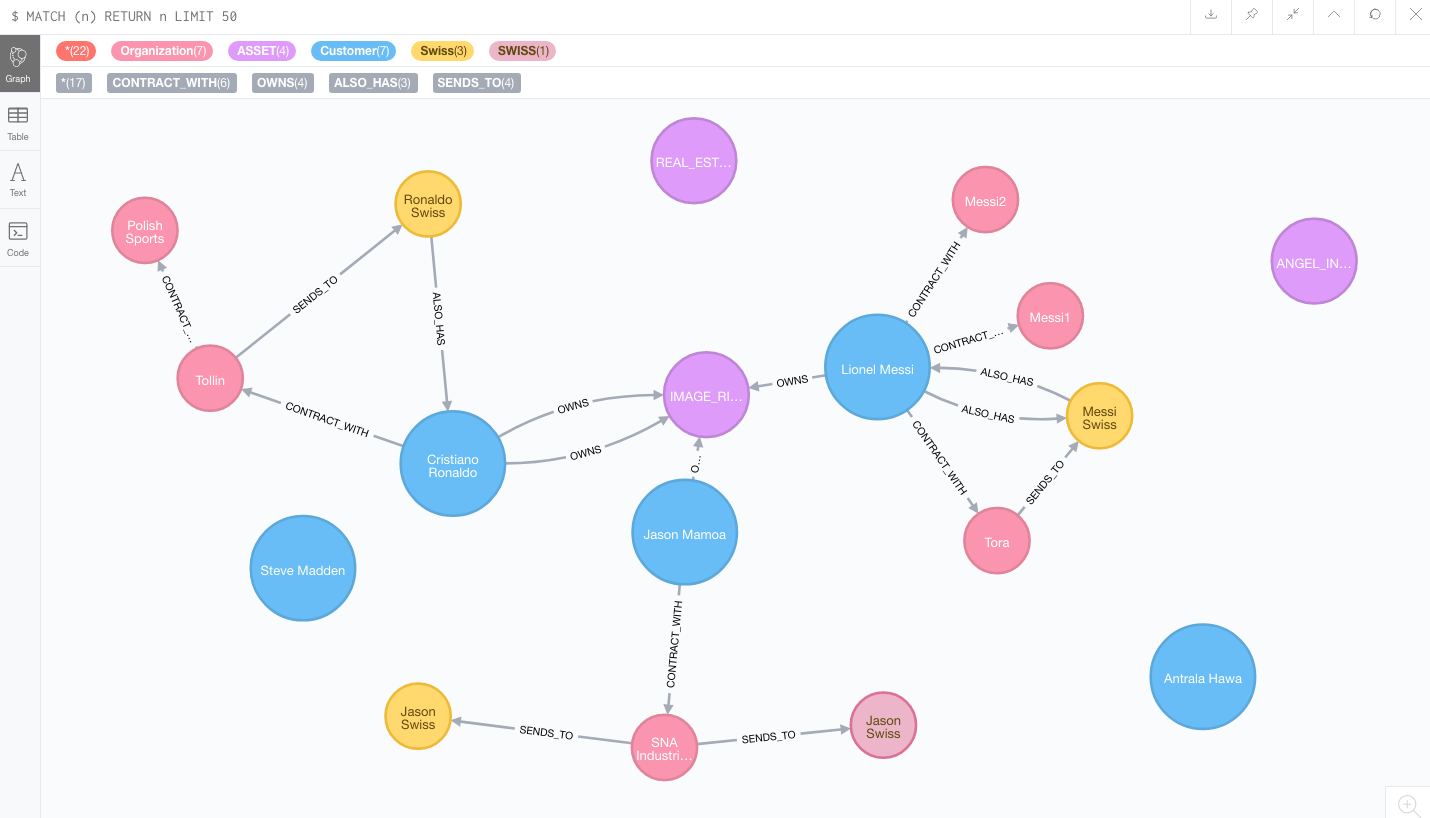 $ MATCH (n) RETURN n LIMIT 50
*(22) Organization(7) ASSET(4) Customer(7) Swiss(3) SWISS(1)
*(17) CONTRACT_WITH(6) OWNS(4) ALSO_HAS(3) SENDS_TO(4)
Graph
Table
Text
Code
REAL_EST...
Polish
Sports
Ronaldo
Swiss
Messi2
ANGEL_IN...
CONTRACT_...
SENDS_TO
ALSO_HAS
CONTRACT_WITH
Messi1
CONTRACT_...
Tollin
Lionel Messi
OWNS
ALSO_HAS
ALSO_HAS
IMAGE_RI...
OWNS
CONTRACT_WITH
Messi
Swiss
OWNS
Cristiano
Ronaldo
O...
CONTRACT_WITH
SENDS_TO
Jason Mamoa
Tora
Steve Madden
CONTRACT_WITH
Antrala Hawa
Jason
Swiss
SENDS_TO
SNA
Industri...
SENDS_TO
Jason
Swiss